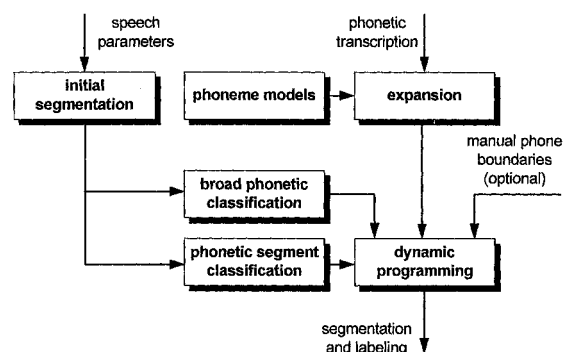 speech
parameters
phonetic
transcription
initial
segmentation
phoneme models
expansion
manual phone
boundaries
(optional)
broad phonetic
classification
phonetic segment
classification
dynamic
programming
segmentation
and labeling